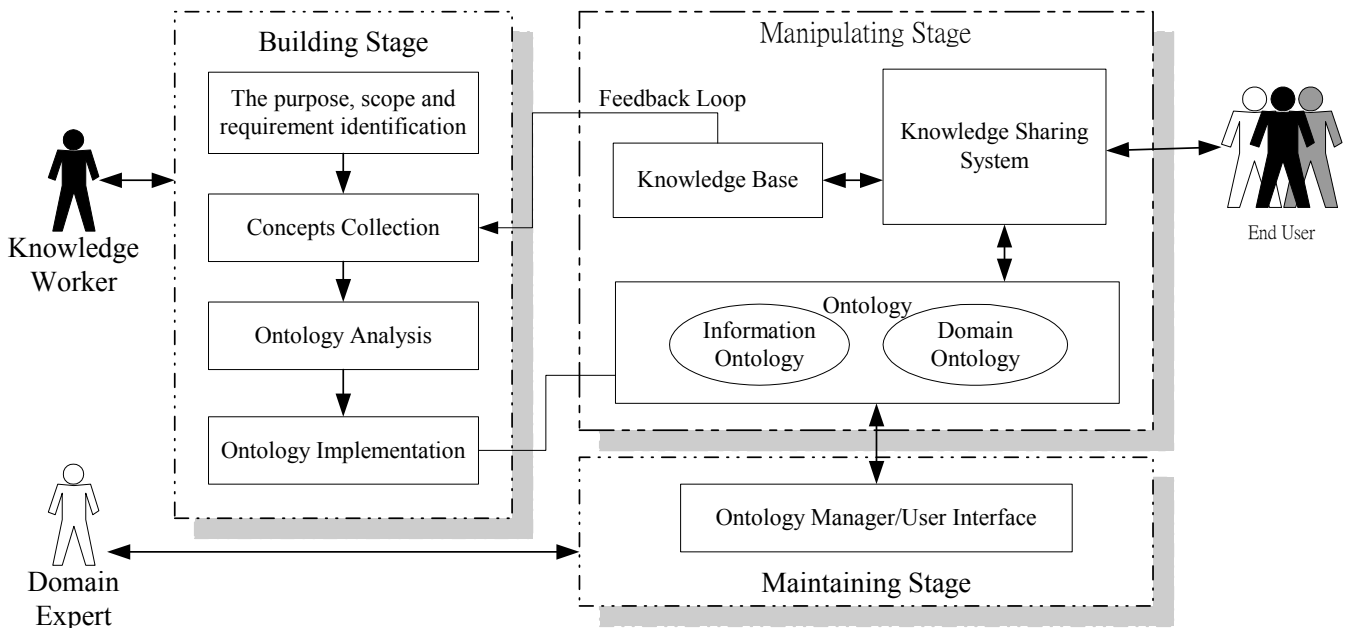 Building Stage
The purpose, scope and
requirement identification
Concepts Collection
Ontology Analysis
Ontology Implementation
Knowledge
Worker
Domain
Expert
Manipulating Stage
Feedback Loop
Knowledge Base
Knowledge Sharing
System
Ontology
Information
Ontology
Domain
Ontology
End User
Ontology Manager/User Interface
Maintaining Stage